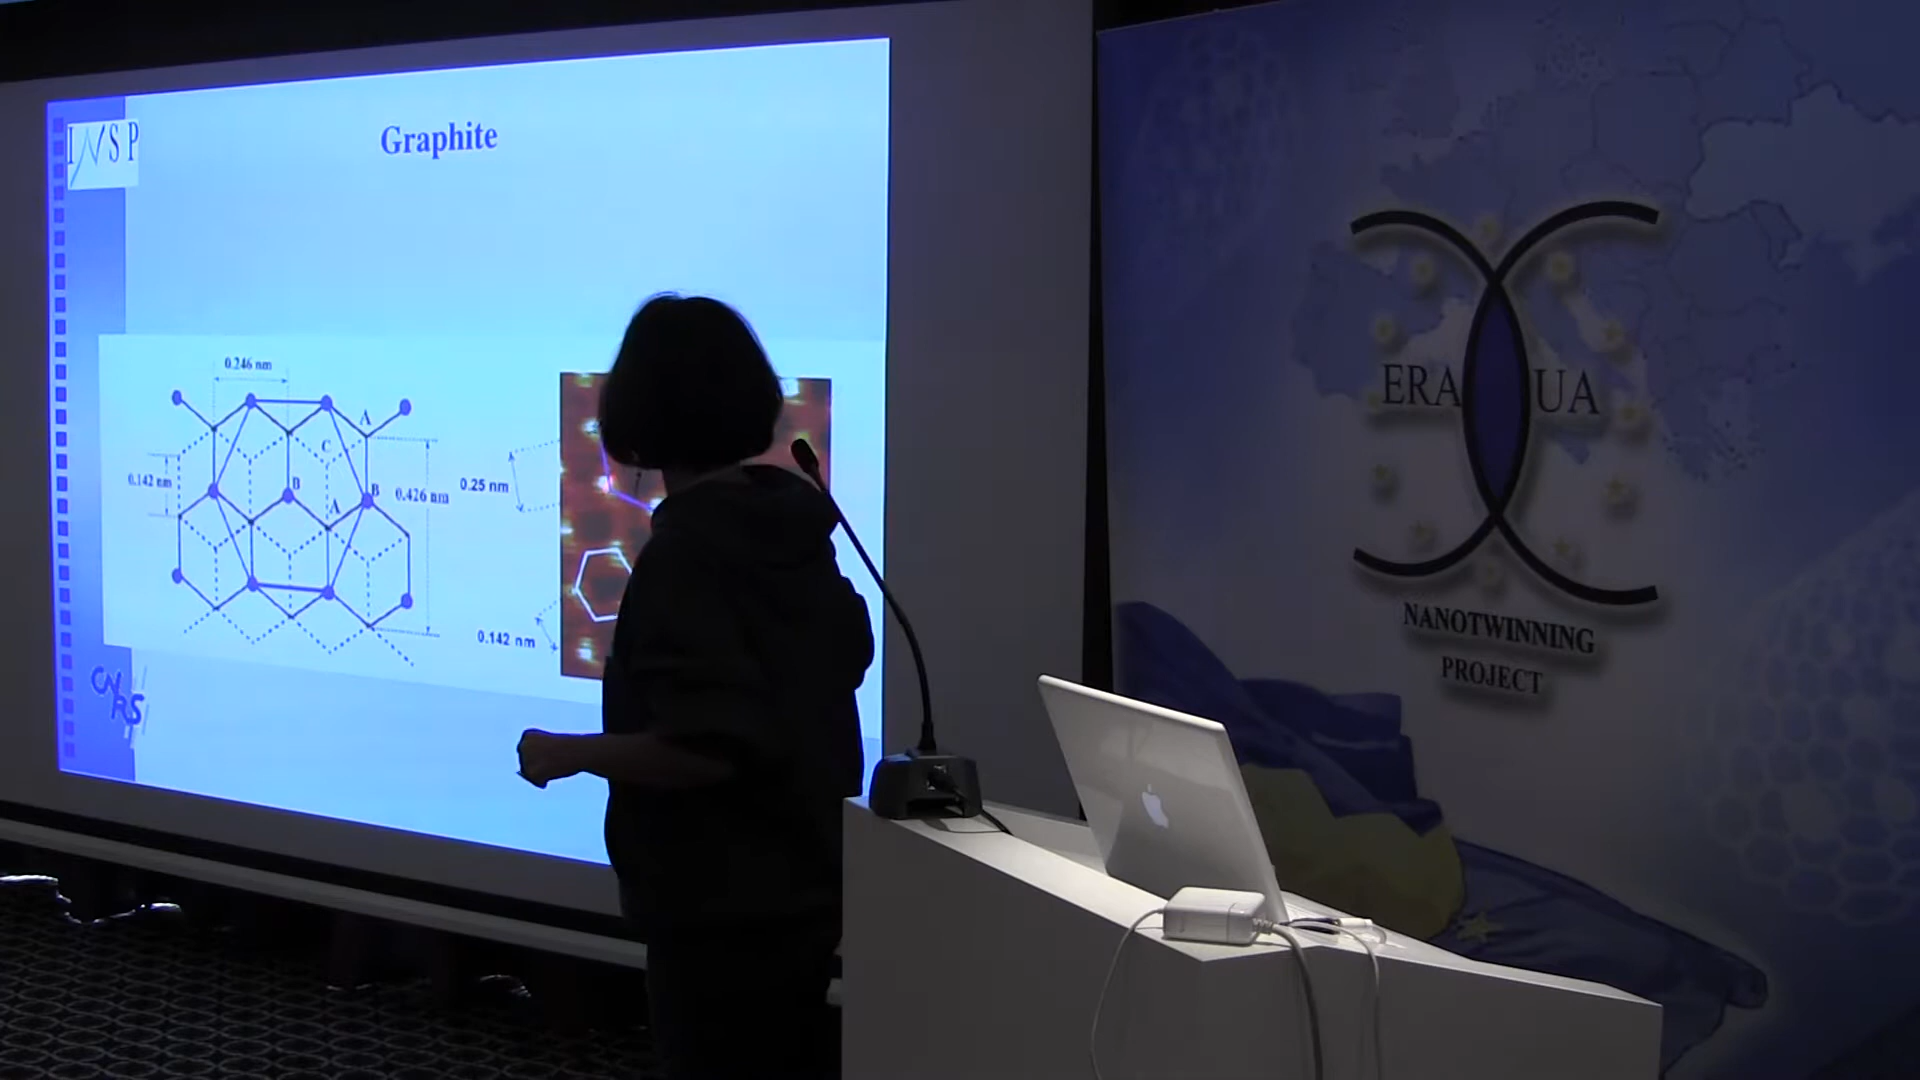 INSP
Graphite
0.246 nm
A
C
0.142 nm
B
B
0.426 nm
A
0.25 nm
0.142 nm
CNRS
ERA UA
NANOTWINNING
PROJECT